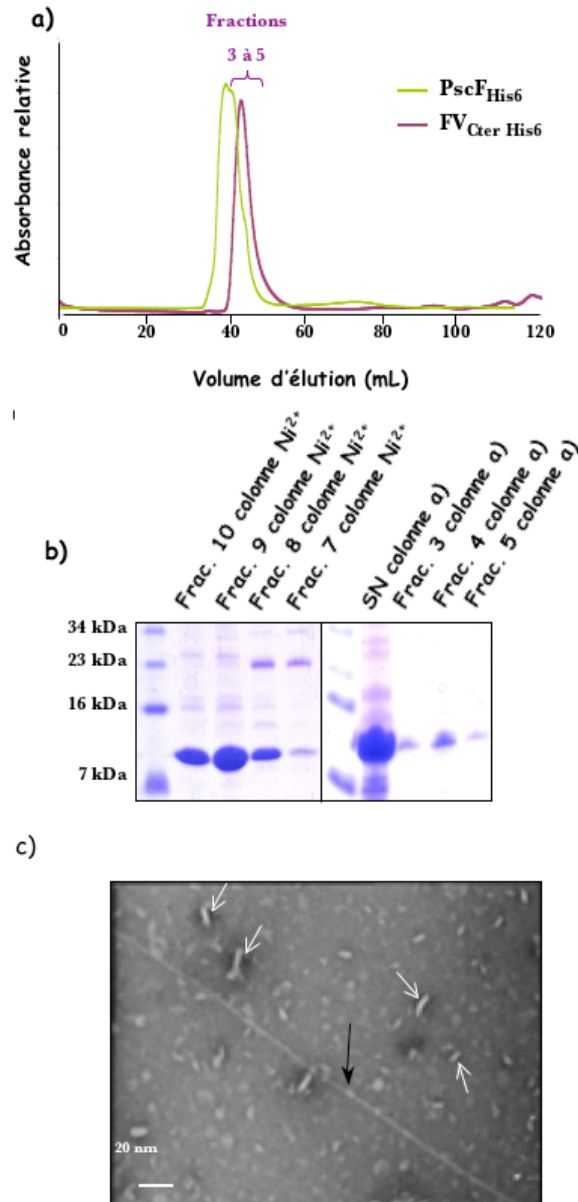 a)
Fractions
3 à 5
PscF His6
FV Cter His6
Absorbance relative
0 20 40 60 80 100 120
Volume d'élution (mL)
b)
Frac. 10 colonne Ni2+
Frac. 9 colonne Ni2+
Frac. 8 colonne Ni2+
Frac. 7 colonne Ni2+
SN colonne a)
Frac. 3 colonne a)
Frac. 4 colonne a)
Frac. 5 colonne a)
34 kDa
23 kDa
16 kDa
7 kDa
c)
20 nm